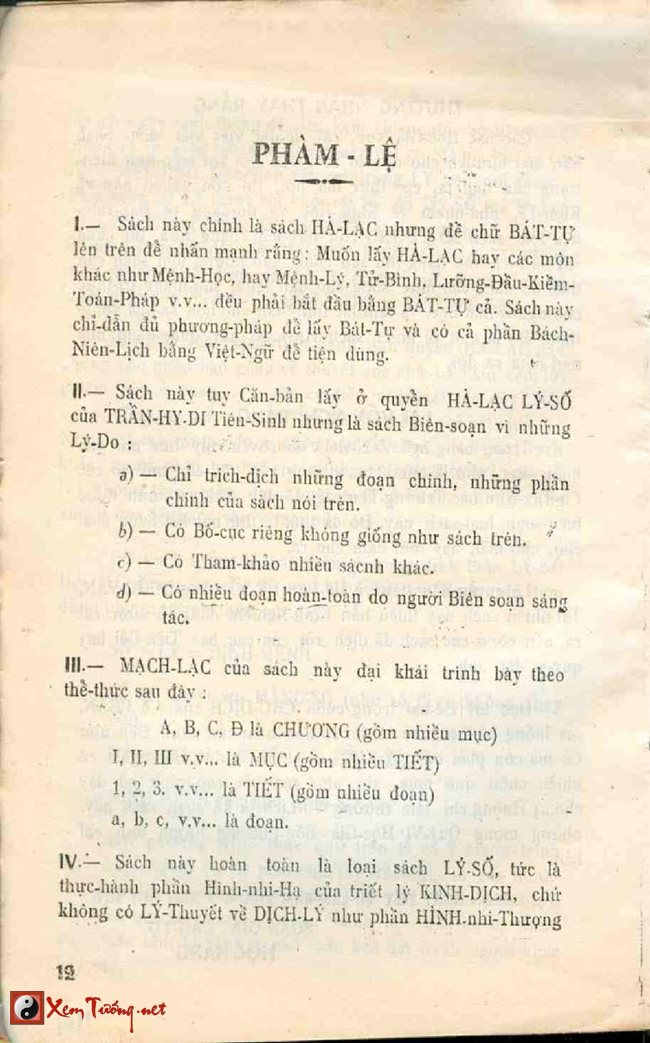 PHÀM - LỆ
I.— Sách này chính là sách HÀ-LẠC nhưng đề chữ BÁT-TỰ
lên trên để nhấn mạnh rằng: Muốn lấy HÀ-LẠC hay các môn
khác như Mệnh-Học, hay Mệnh-Lý, Tử-Bình, Lưỡng-Đầu-Kiềm-
Toán-Pháp v.v... đều phải bắt đầu bằng BÁT-TỰ cả. Sách này
chỉ-dẫn đủ phương-pháp để lấy Bát-Tự và có cả phần Bách-
Niên-Lịch bằng Việt-Ngữ để tiện dùng.
II.— Sách này tuy Căn-bản lấy ở quyển HÀ-LẠC LÝ-SỐ
của TRẦN-HY-DI Tiên-Sinh nhưng là sách Biên-soạn vì những
Lý-Do :
a) — Chỉ trích-dịch những đoạn chính, những phần
chính của sách nói trên.
b) — Có Bố-cục riêng không giống như sách trên.
c) — Có Tham-khảo nhiều sácnh khác.
d) — Có nhiều đoạn hoàn-toàn do người Biên soạn sáng
tác.
III.— MẠCH-LẠC của sách này đại khái trình bày theo
thể-thức sau đây :
A, B, C, Đ là CHƯƠNG (gồm nhiều mục)
I, II, III v.v... là MỤC (gồm nhiều TIẾT)
1, 2, 3. v.v... là TIẾT (gồm nhiều đoạn)
a, b, c, v.v... là đoạn.
IV.— Sách này hoàn toàn là loại sách LÝ-SỐ, tức là
thực-hành phần Hình-nhi-Hạ của triết lý KINH-DỊCH, chứ
không có LÝ-Thuyết về DỊCH-LÝ như phần HÌNH-nhi-Thượng
12
XemTướng.net